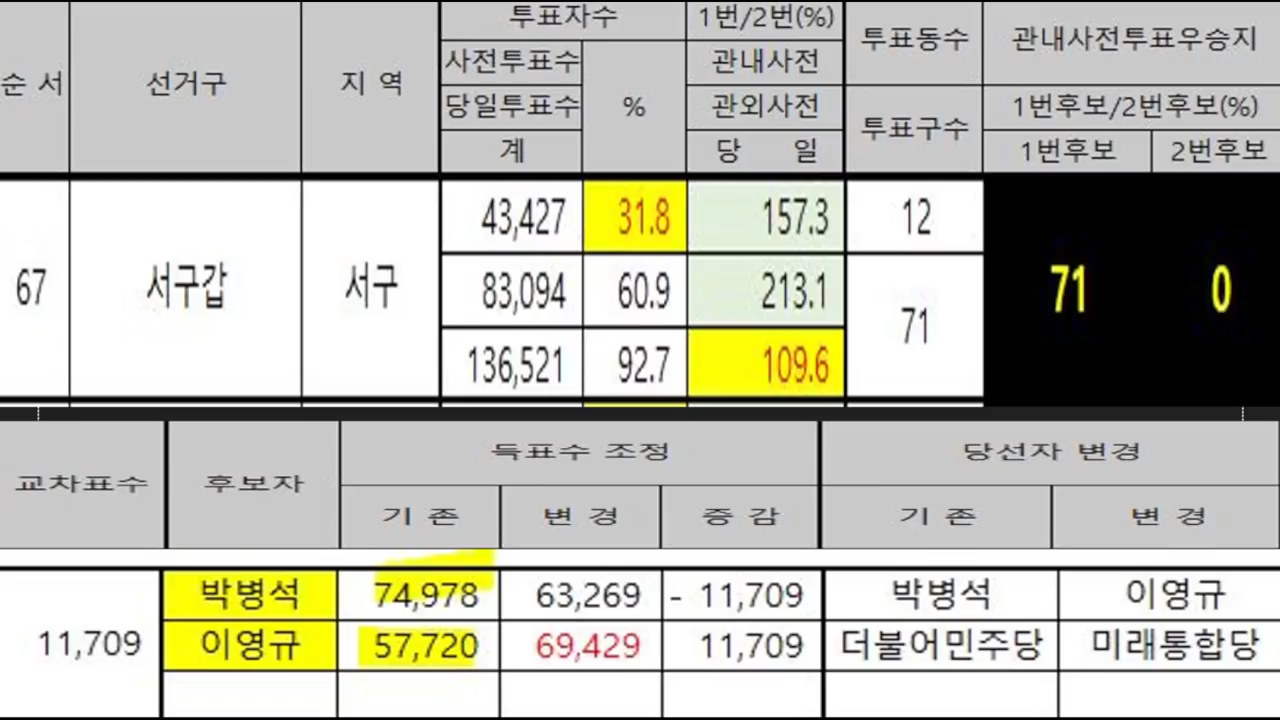 순 서 선거구 지 역 투표자수 1번/2번(%) 투표동수 관내사전투표우승지
사전투표수 % 관내사전
당일투표수 관외사전 투표구수 1번후보/2번후보(%)
계 당 일 1번후보 2번후보
67 서구갑 서구 43,427 31.8 157.3 12 71 0
83,094 60.9 213.1 71
136,521 92.7 109.6
교차표수 후보자 득표수 조정 당선자 변경
기 존 변 경 증 감 기 존 변 경
11,709 박병석 74,978 63,269 - 11,709 박병석 이영규
이영규 57,720 69,429 11,709 더불어민주당 미래통합당